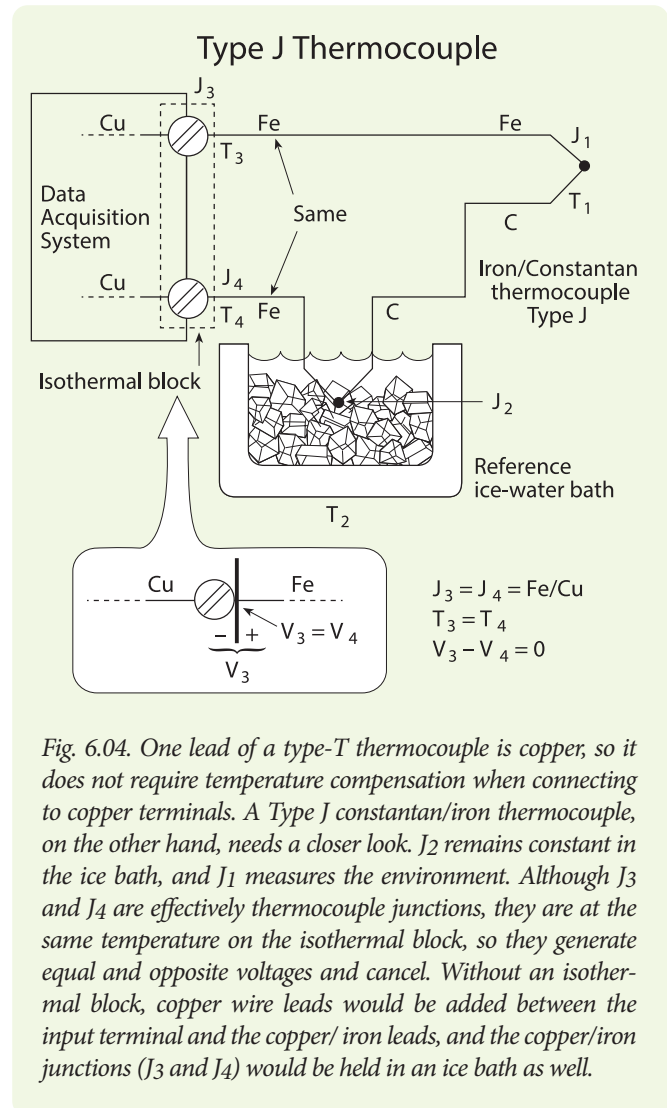 Type J Thermocouple
J3
Cu
Fe
Fe
J1
T3
T1
Data
Acquisition
System
Same
C
Cu
J4
T4
Fe
C
Iron/Constantan
thermocouple
Type J
Isothermal block
J2
Reference
ice-water bath
T2
Cu
Fe
– +
V3 = V4
V3
J3 = J4 = Fe/Cu
T3 = T4
V3 – V4 = 0
Fig. 6.04. One lead of a type-T thermocouple is copper, so it
does not require temperature compensation when connecting
to copper terminals. A Type J constantan/iron thermocouple,
on the other hand, needs a closer look. J2 remains constant in
the ice bath, and J1 measures the environment. Although J3
and J4 are effectively thermocouple junctions, they are at the
same temperature on the isothermal block, so they generate
equal and opposite voltages and cancel. Without an isother-
mal block, copper wire leads would be added between the
input terminal and the copper/ iron leads, and the copper/iron
junctions (J3 and J4) would be held in an ice bath as well.